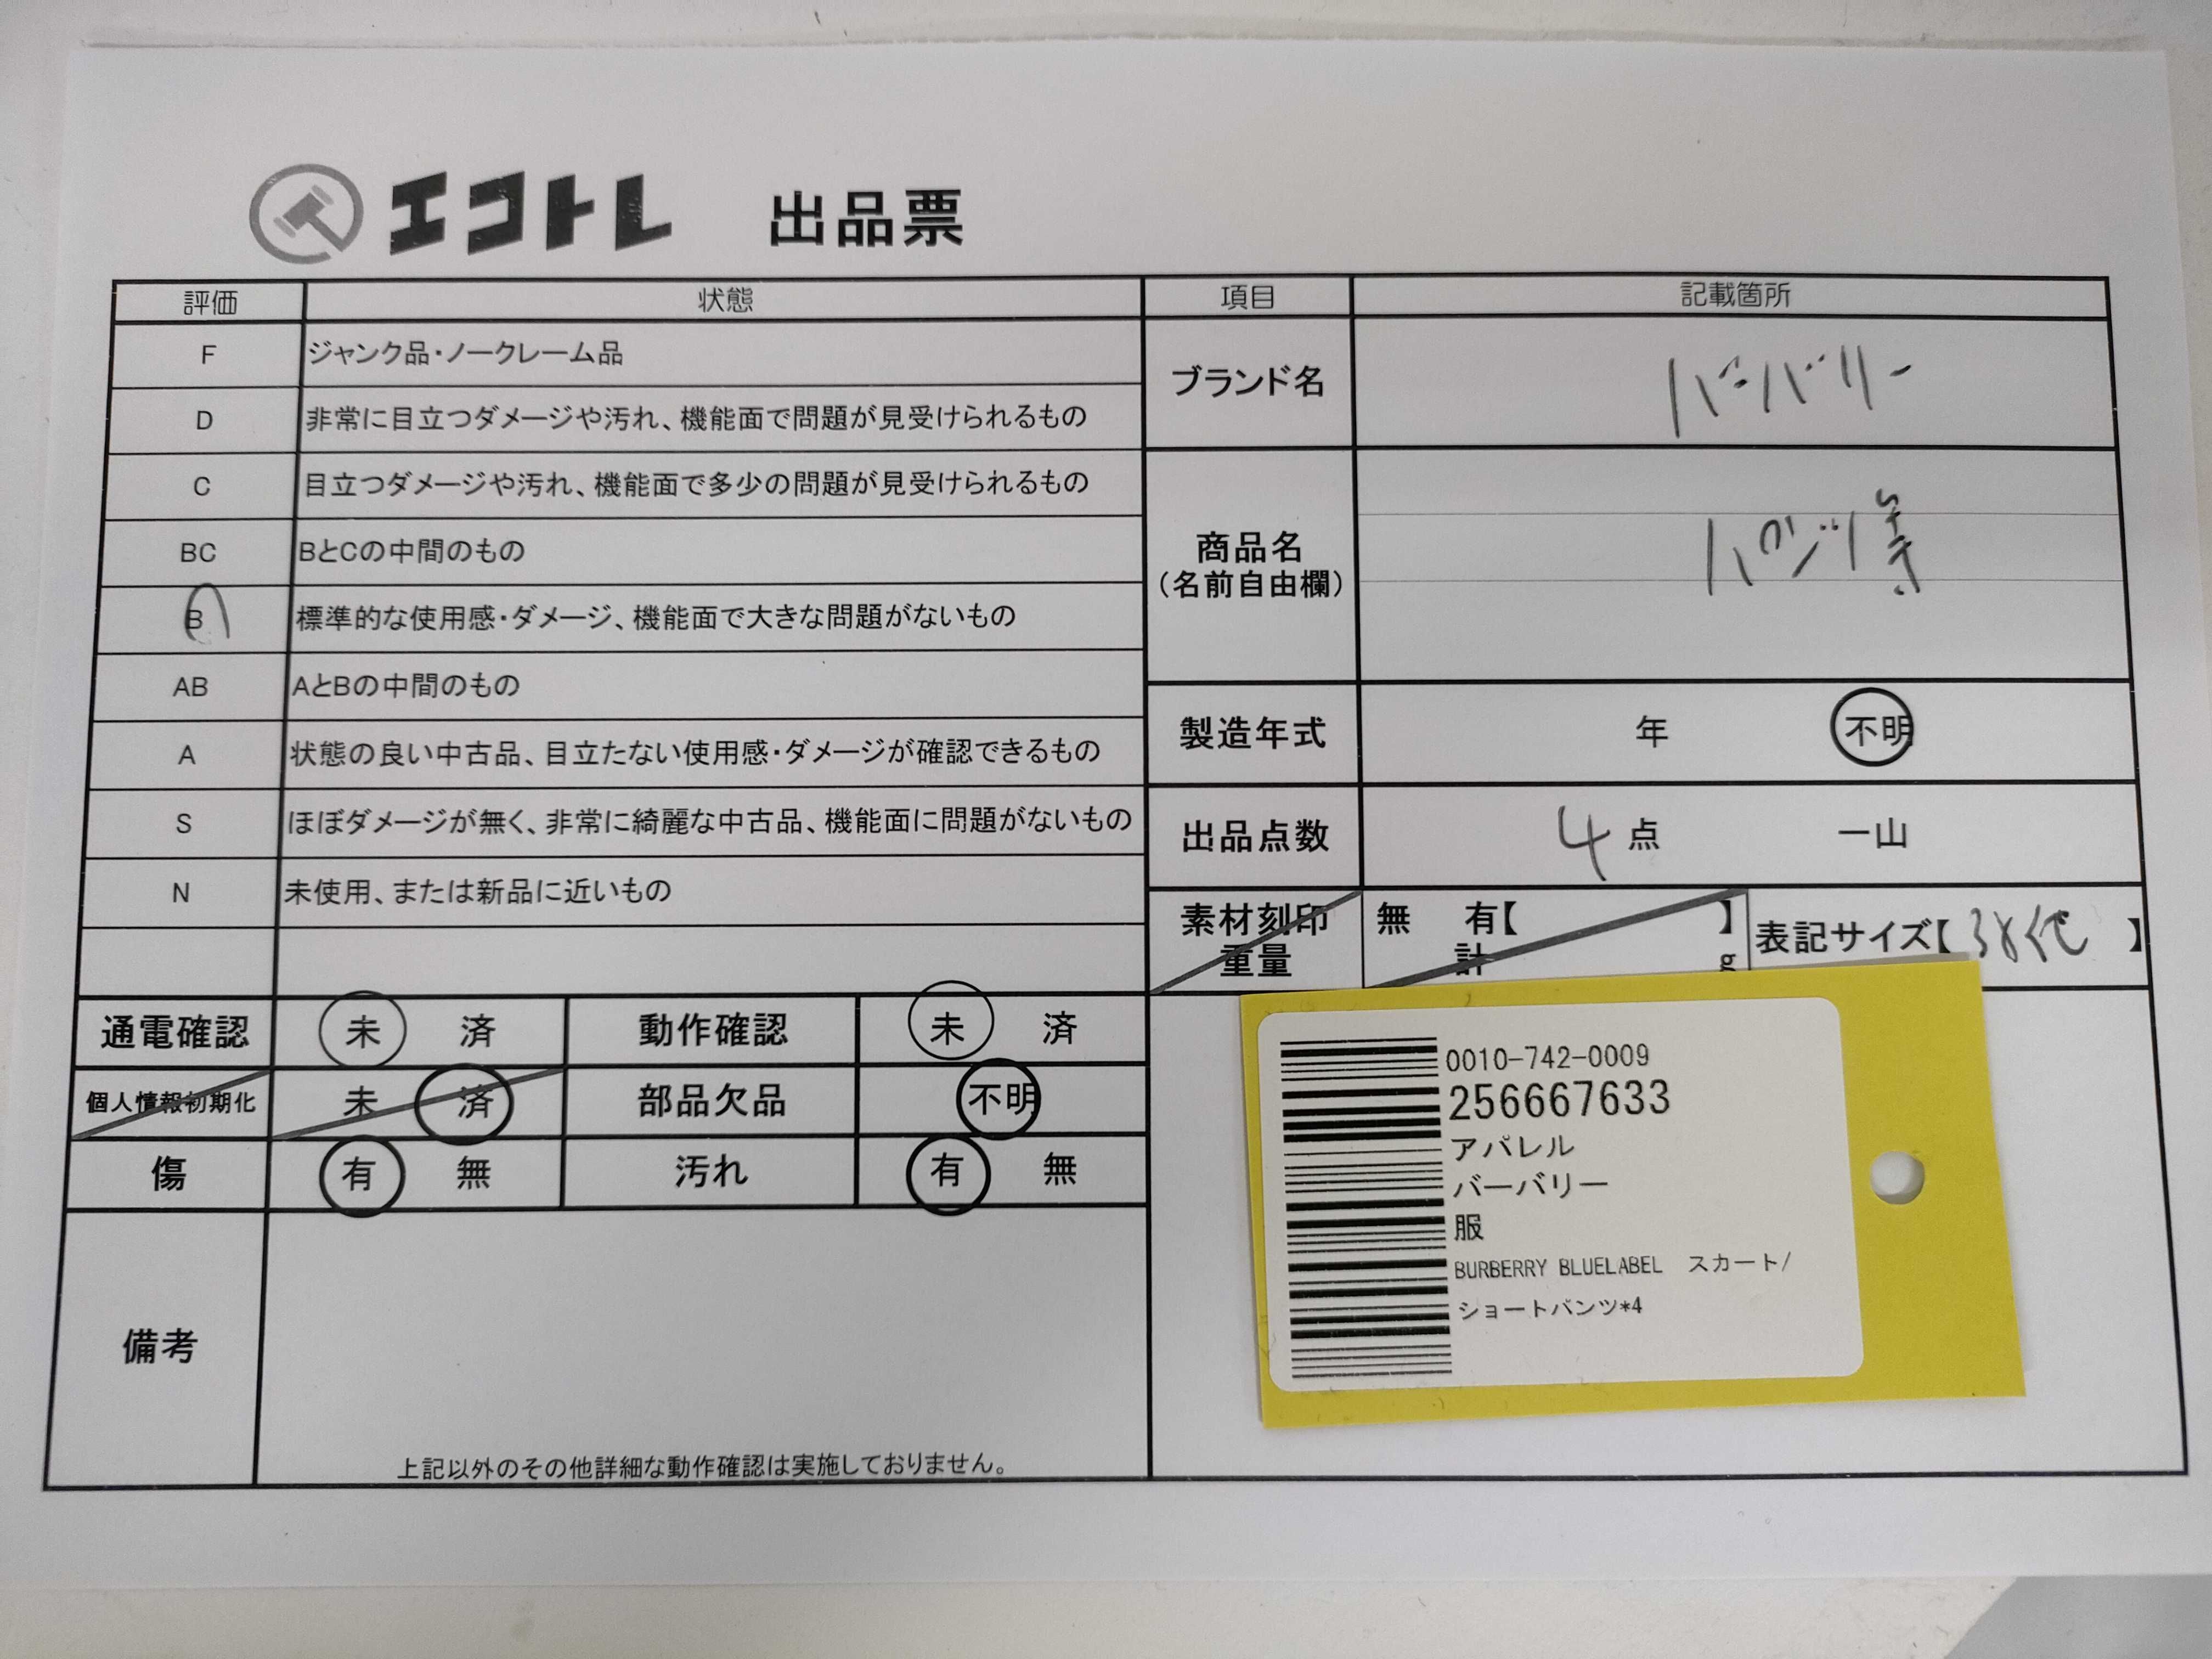 エコトレ 出品票
評価 状態 項目 記載箇所
F ジャンク品・ノークレーム品
D 非常に目立つダメージや汚れ、機能面で問題が見受けられるもの
C 目立つダメージや汚れ、機能面で多少の問題が見受けられるもの
BC BとCの中間のもの
B 標準的な使用感・ダメージ、機能面で大きな問題がないもの
AB AとBの中間のもの
A 状態の良い中古品、目立たない使用感・ダメージが確認できるもの
S ほぼダメージが無く、非常に綺麗な中古品、機能面に問題がないもの
N 未使用、または新品に近いもの
ブランド名 バーバリー
商品名 パンツ等
(名前自由欄)
製造年式 年 不明
出品点数 4 点 一山
素材刻印 無 有【 】
重量 計 g
表記サイズ【38他 】
通電確認 未 済 動作確認 未 済
個人情報初期化 未 済 部品欠品 不明
傷 有 無 汚れ 有 無
備考
上記以外のその他詳細な動作確認は実施しておりません。
0010-742-0009
256667633
アパレル
バーバリー
服
BURBERRY BLUELABEL スカート/
ショートパンツ*4